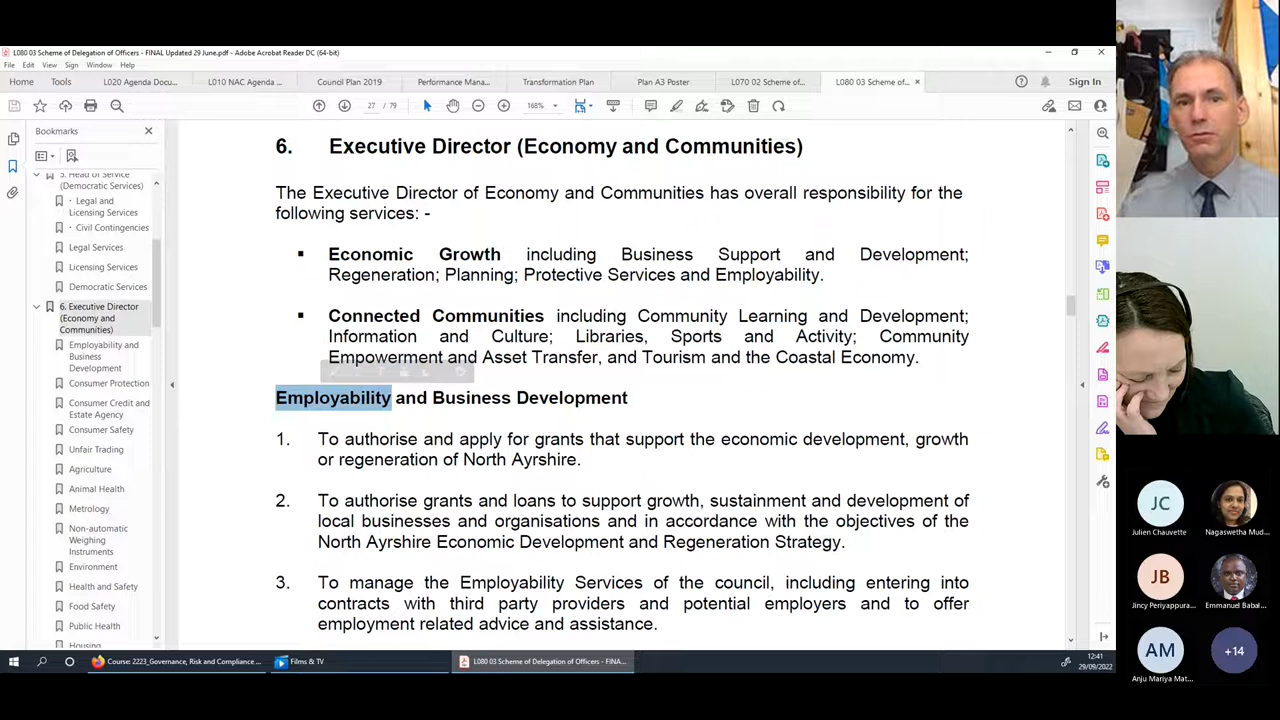 L080 03 Scheme of Delegation of Officers - FINAL Updated 29 June.pdf - Adobe Acrobat Reader DC (64-bit)
File Edit View Sign Window Help
Home Tools L020 Agenda Docu... L010 NAC Agenda ... Council Plan 2019 Performance Mana... Transformation Plan Plan A3 Poster L070 02 Scheme of... L080 03 Scheme of... × Sign In
27 / 79 168%
Bookmarks
5. Head of Service
(Democratic Services)
· Legal and
Licensing Services
· Civil Contingencies
Legal Services
Licensing Services
Democratic Services
6. Executive Director
(Economy and
Communities)
Employability and
Business
Development
Consumer Protection
Consumer Credit and
Estate Agency
Consumer Safety
Unfair Trading
Agriculture
Animal Health
Metrology
Non-automatic
Weighing
Instruments
Environment
Health and Safety
Food Safety
Public Health
Housing
6. Executive Director (Economy and Communities)
The Executive Director of Economy and Communities has overall responsibility for the
following services: -
▪ Economic Growth including Business Support and Development;
Regeneration; Planning; Protective Services and Employability.
▪ Connected Communities including Community Learning and Development;
Information and Culture; Libraries, Sports and Activity; Community
Empowerment and Asset Transfer, and Tourism and the Coastal Economy.
Employability and Business Development
1. To authorise and apply for grants that support the economic development, growth
or regeneration of North Ayrshire.
2. To authorise grants and loans to support growth, sustainment and development of
local businesses and organisations and in accordance with the objectives of the
North Ayrshire Economic Development and Regeneration Strategy.
3. To manage the Employability Services of the council, including entering into
contracts with third party providers and potential employers and to offer
employment related advice and assistance.
JC
Julien Chauvette Nagaswetha Mud...
JB
Jincy Periyappura... Emmanuel Babal...
AM +14
Anju Mariya Mat...
Course: 2223_Governance, Risk and Compliance ... Films & TV L080 03 Scheme of Delegation of Officers - FINA...
12:41
29/09/2022